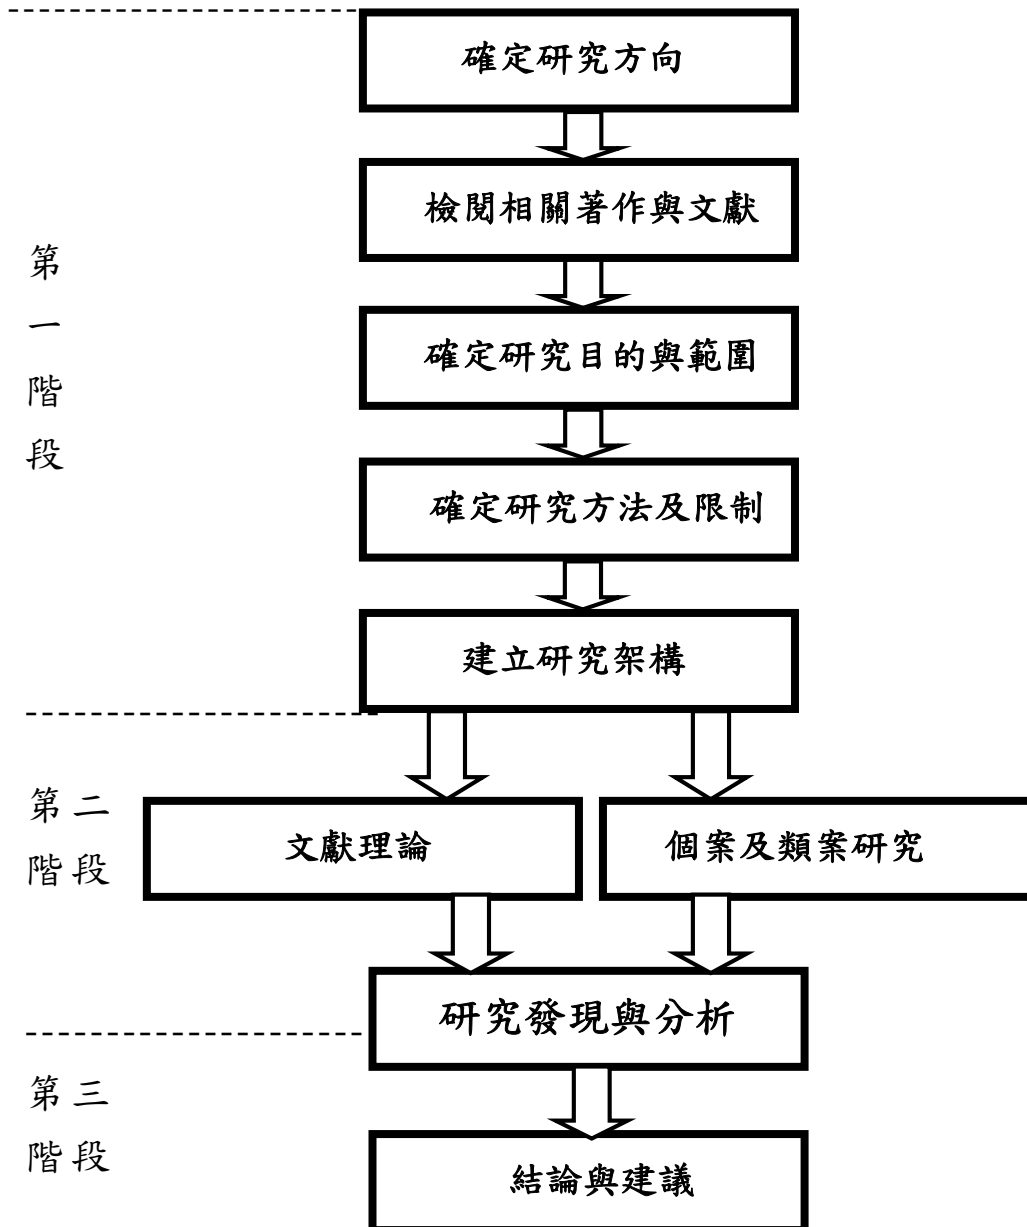 確定研究方向
檢閱相關著作與文獻
確定研究目的與範圍
確定研究方法及限制
建立研究架構
第
一
階
段
文獻理論
個案及類案研究
第二
階段
研究發現與分析
第三
階段
結論與建議